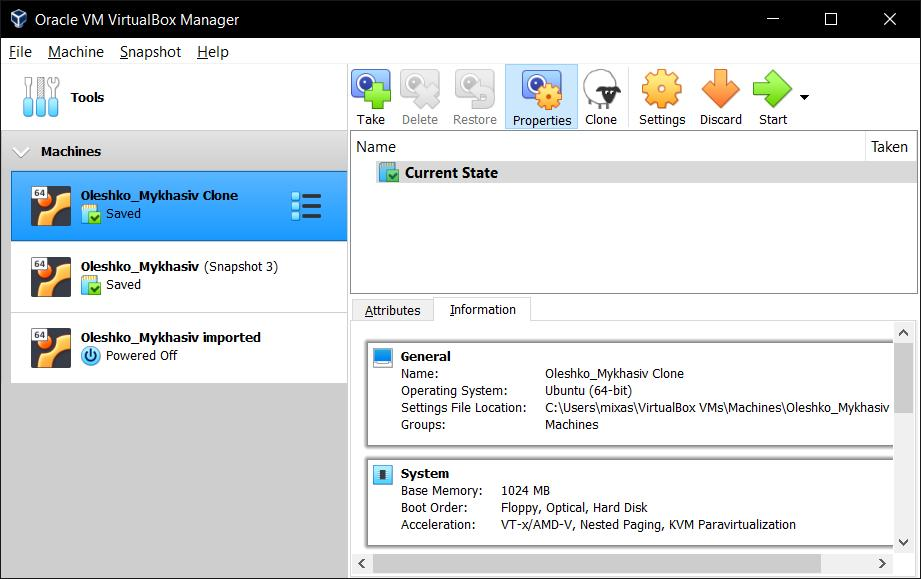 Oracle VM VirtualBox Manager
File Machine Snapshot Help
Tools
Take Delete Restore Properties Clone Settings Discard Start
Machines
64
Oleshko_Mykhasiv Clone
Saved
64
Oleshko_Mykhasiv (Snapshot 3)
Saved
64
Oleshko_Mykhasiv imported
Powered Off
Name Taken
Current State
Attributes Information
General
Name: Oleshko_Mykhasiv Clone
Operating System: Ubuntu (64-bit)
Settings File Location: C:\Users\mixas\VirtualBox VMs\Machines\Oleshko_Mykhasiv
Groups: Machines
System
Base Memory: 1024 MB
Boot Order: Floppy, Optical, Hard Disk
Acceleration: VT-x/AMD-V, Nested Paging, KVM Paravirtualization